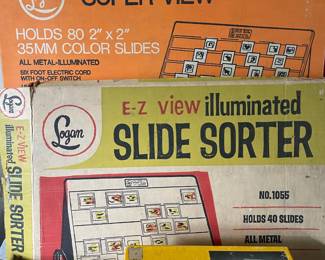 SUPER VIEW
HOLDS 80 2" x 2"
35MM COLOR SLIDES
ALL METAL-ILLUMINATED
SIX FOOT ELECTRIC CORD
WITH ON-OFF SWITCH
Logan
E-Z VIEW illuminated
SLIDE SORTER
NO. 1055
HOLDS 40 SLIDES
ALL METAL
Logan
E-Z VIEW
illuminated
SLIDE SORTER